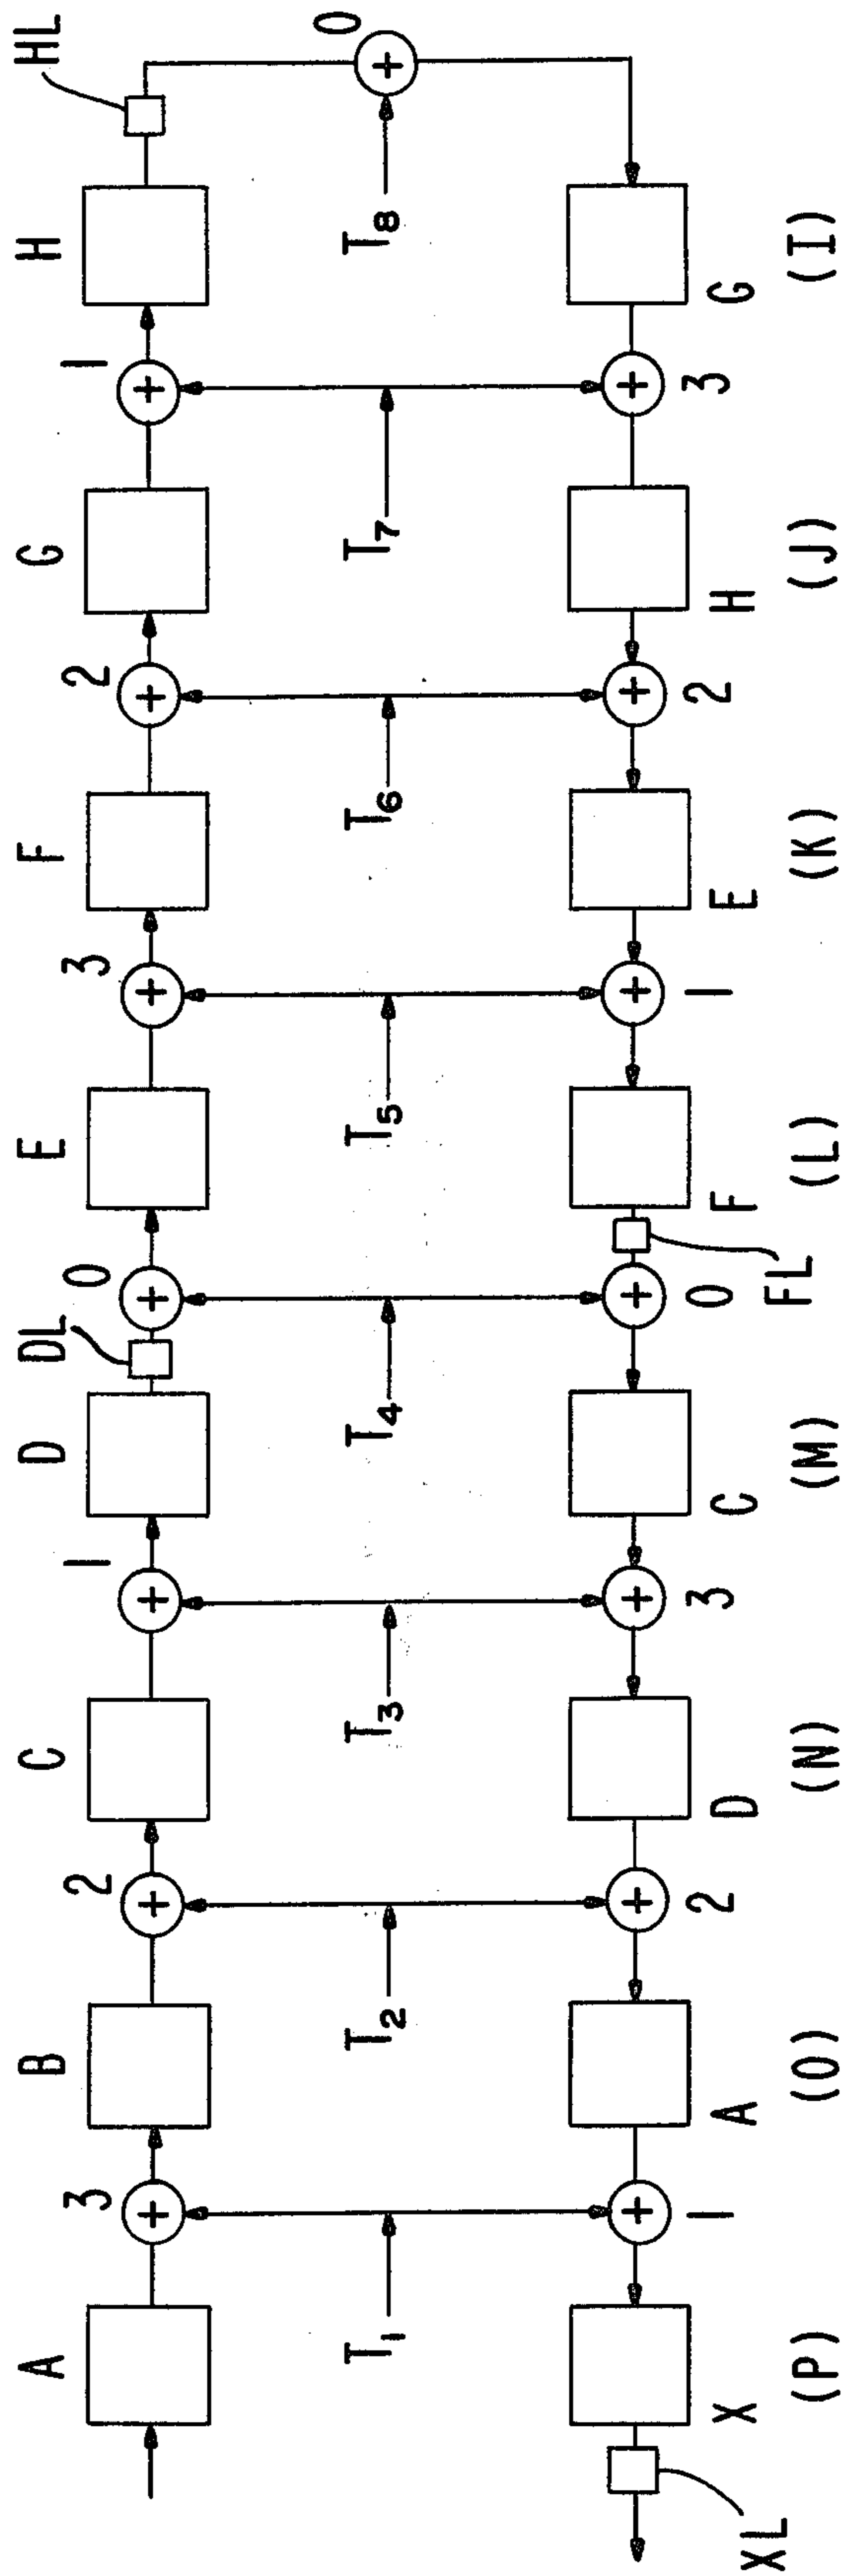 A 3 B 2 C 1 D DL 0 E 3 F 2 G 1 H HL
+ + + + + + +
T1 T2 T3 T4 T5 T6 T7 T8 + 0
+ + + + + + +
X 1 A 2 D 3 C 0 F 1 E 2 H 3 G
XL FL
(P) (O) (N) (M) (L) (K) (J) (I)